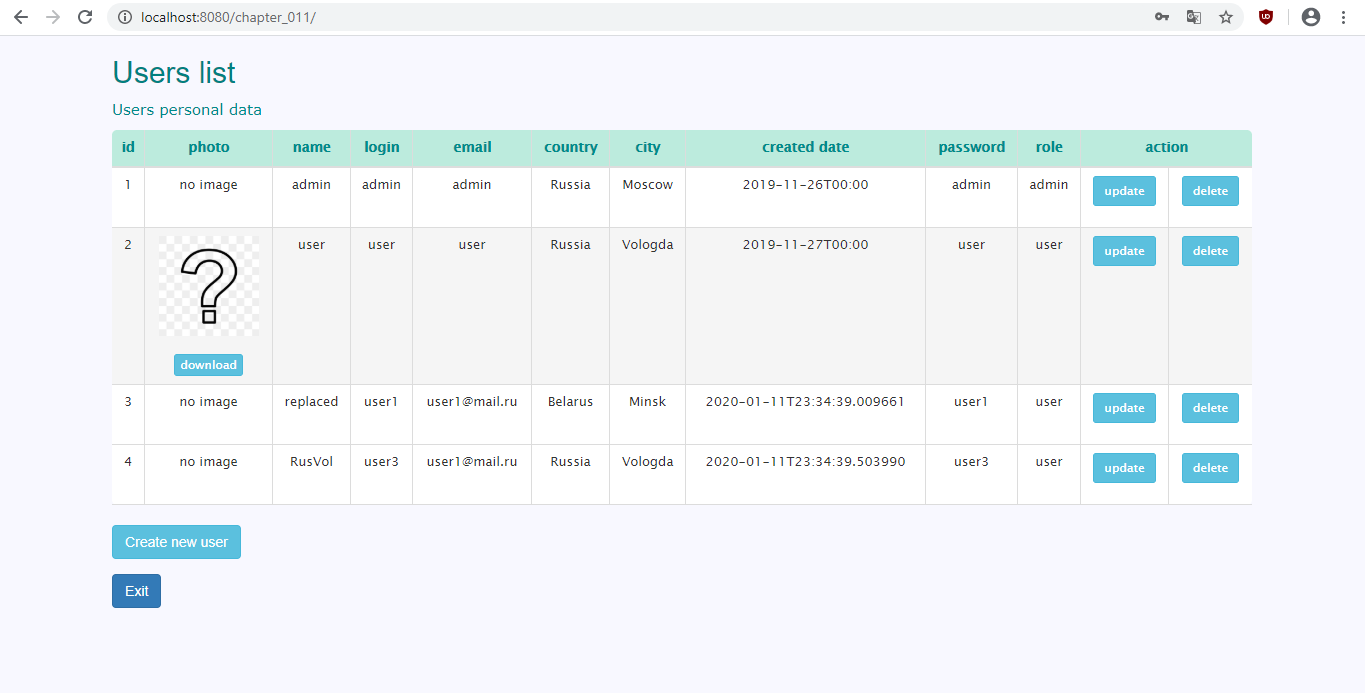 localhost:8080/chapter_011/
Users list
Users personal data
id photo name login email country city created date password role action
1 no image admin admin admin Russia Moscow 2019-11-26T00:00 admin admin update delete
2 user user user Russia Vologda 2019-11-27T00:00 user user update delete
?
download
3 no image replaced user1 user1@mail.ru Belarus Minsk 2020-01-11T23:34:39.009661 user1 user update delete
4 no image RusVol user3 user1@mail.ru Russia Vologda 2020-01-11T23:34:39.503990 user3 user update delete
Create new user
Exit